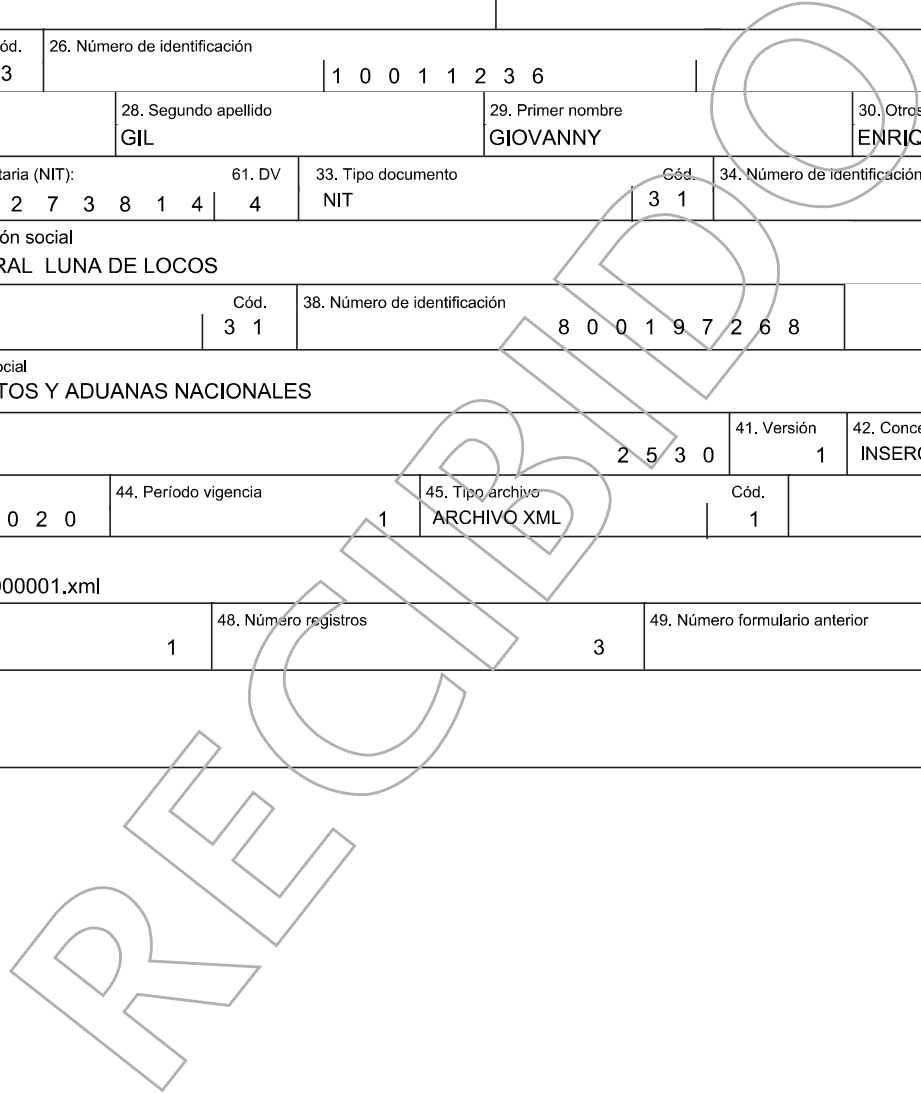 ód. 26. Número de identificación
3 1 0 0 1 1 2 3 6
28. Segundo apellido 29. Primer nombre 30. Otros
GIL GIOVANNY ENRIQ
taria (NIT): 61. DV 33. Tipo documento Cód. 34. Número de identificación
2 7 3 8 1 4 4 NIT 3 1
ón social
RAL LUNA DE LOCOS
Cód. 38. Número de identificación
3 1 8 0 0 1 9 7 2 6 8
ocial
TOS Y ADUANAS NACIONALES
41. Versión 42. Conce
2 5 3 0 1 INSERC
44. Período vigencia 45. Tipo archivo Cód.
0 2 0 1 ARCHIVO XML 1
000001.xml
48. Número registros 49. Número formulario anterior
1 3
RECIBIDO